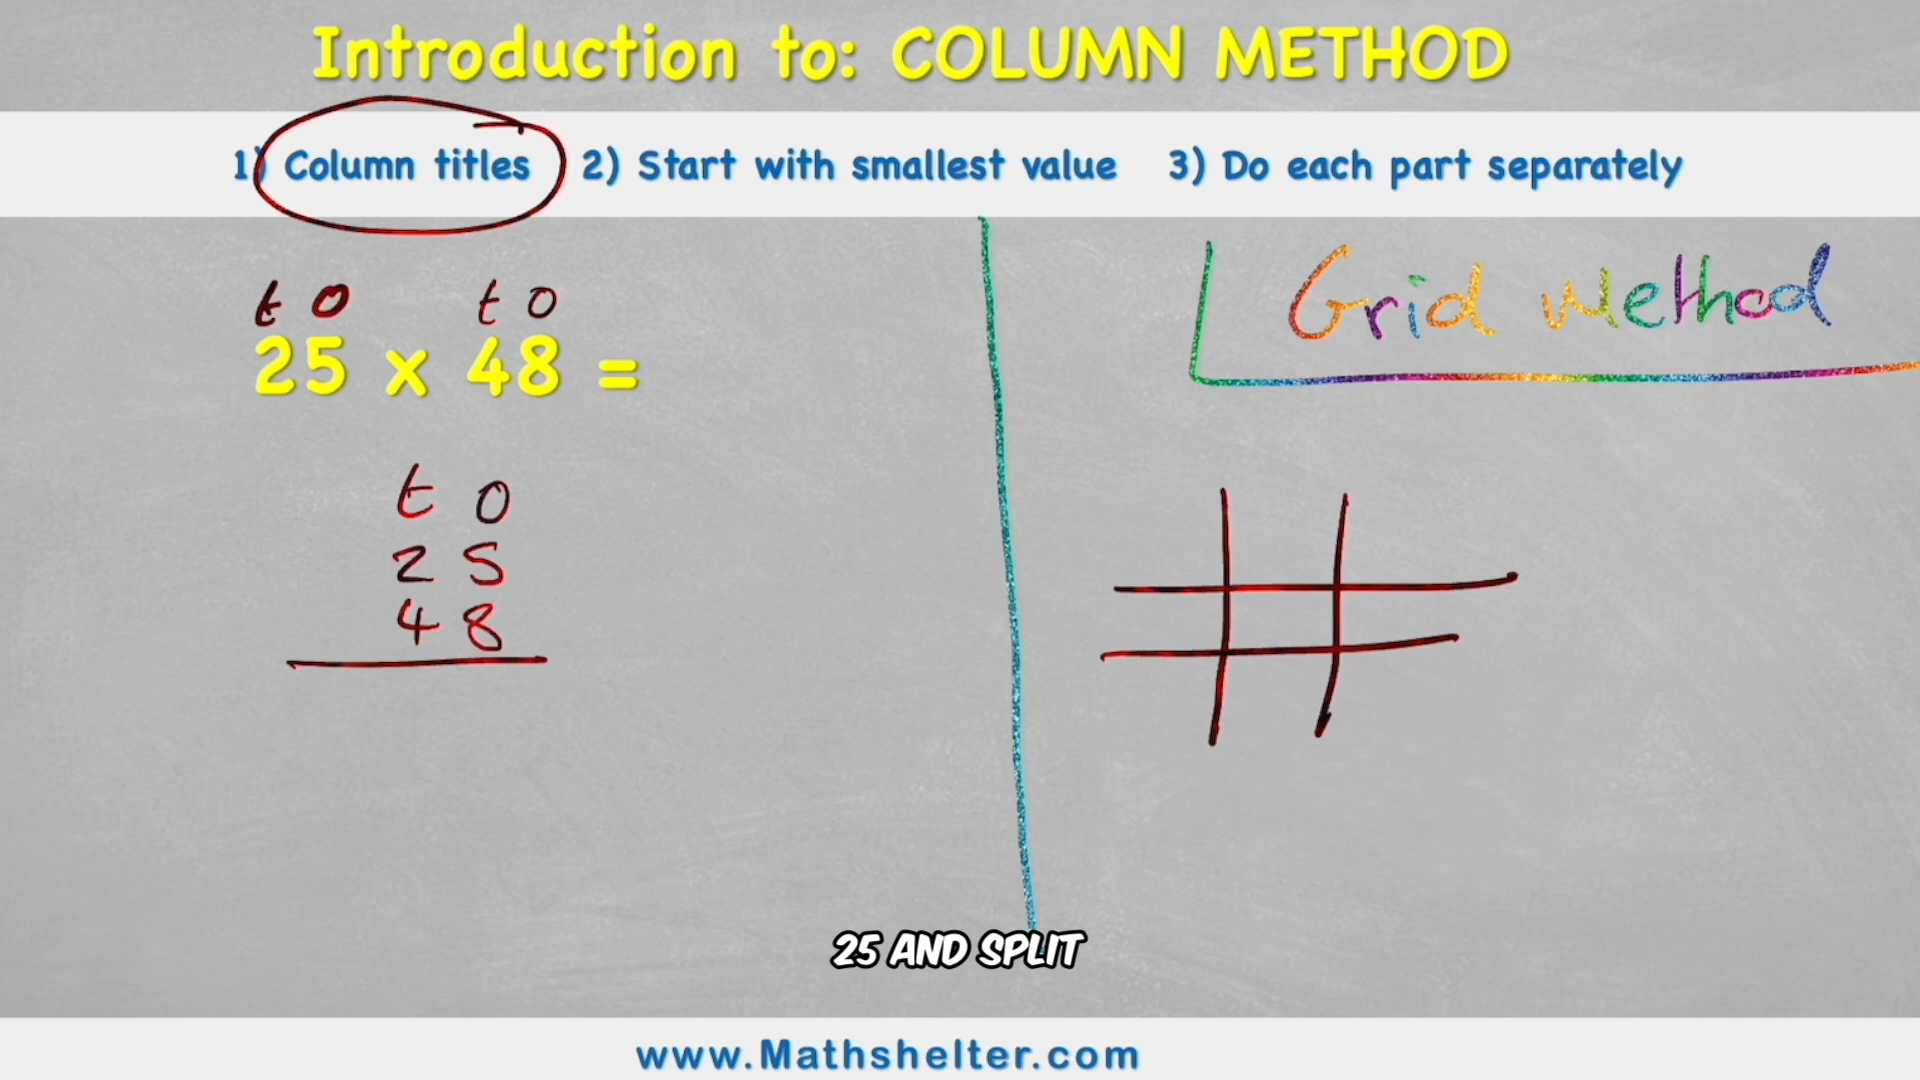 Introduction to: COLUMN METHOD
1) Column titles 2) Start with smallest value 3) Do each part separately
Grid Method
t o t o
25 x 48 =
t o
2 5
4 8
25 AND SPLIT
www.Mathshelter.com